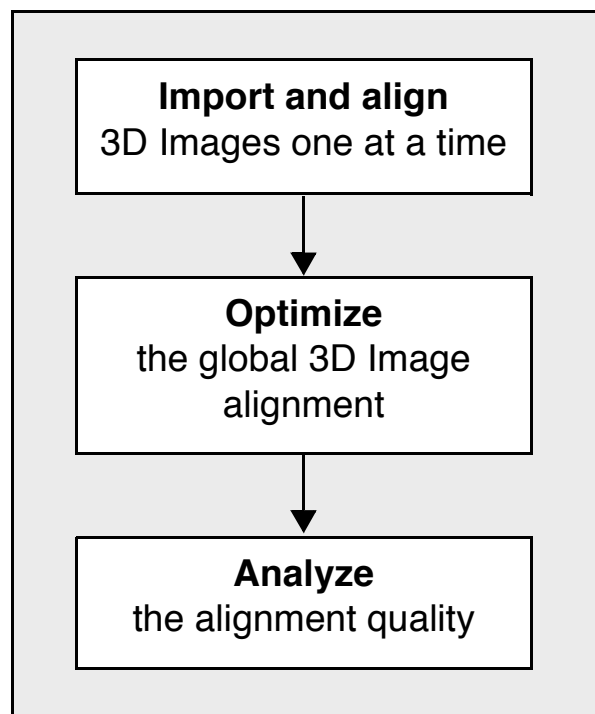 Import and align
3D Images one at a time
Optimize
the global 3D Image
alignment
Analyze
the alignment quality